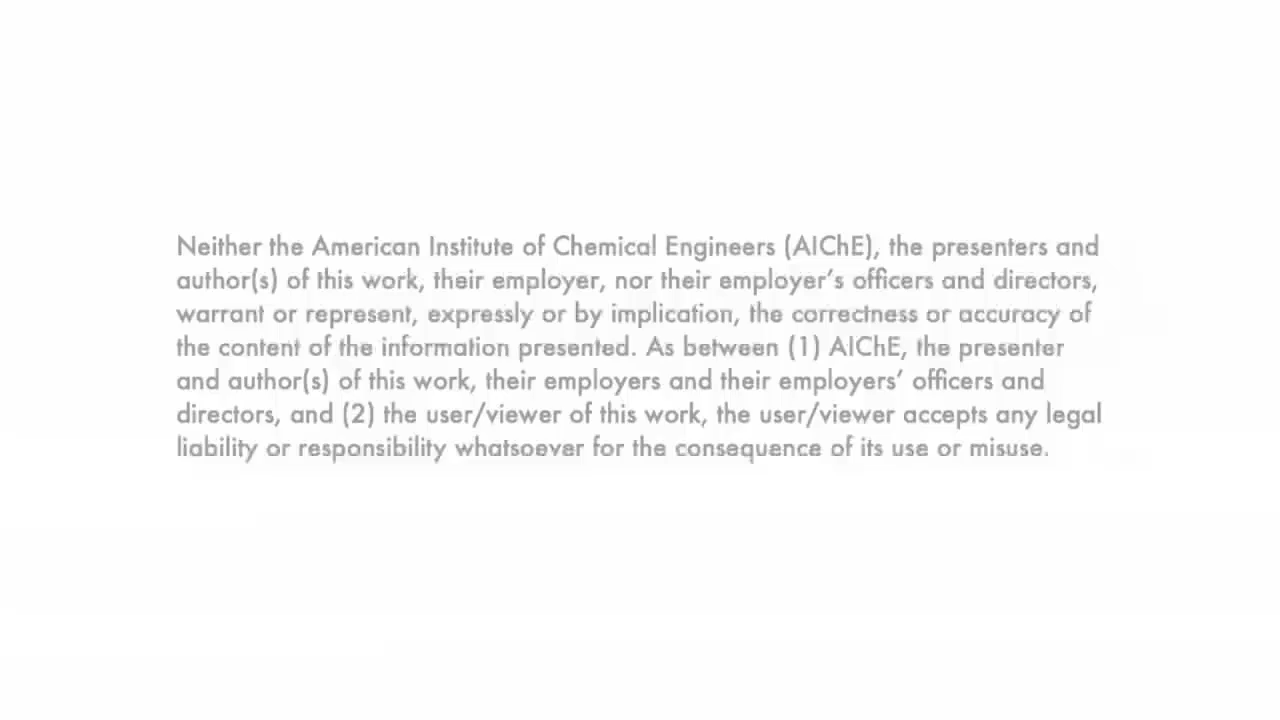 Neither the American Institute of Chemical Engineers (AIChE), the presenters and
author(s) of this work, their employer, nor their employer’s officers and directors,
warrant or represent, expressly or by implication, the correctness or accuracy of
the content of the information presented. As between (1) AIChE, the presenter
and author(s) of this work, their employers and their employers’ officers and
directors, and (2) the user/viewer of this work, the user/viewer accepts any legal
liability or responsibility whatsoever for the consequence of its use or misuse.